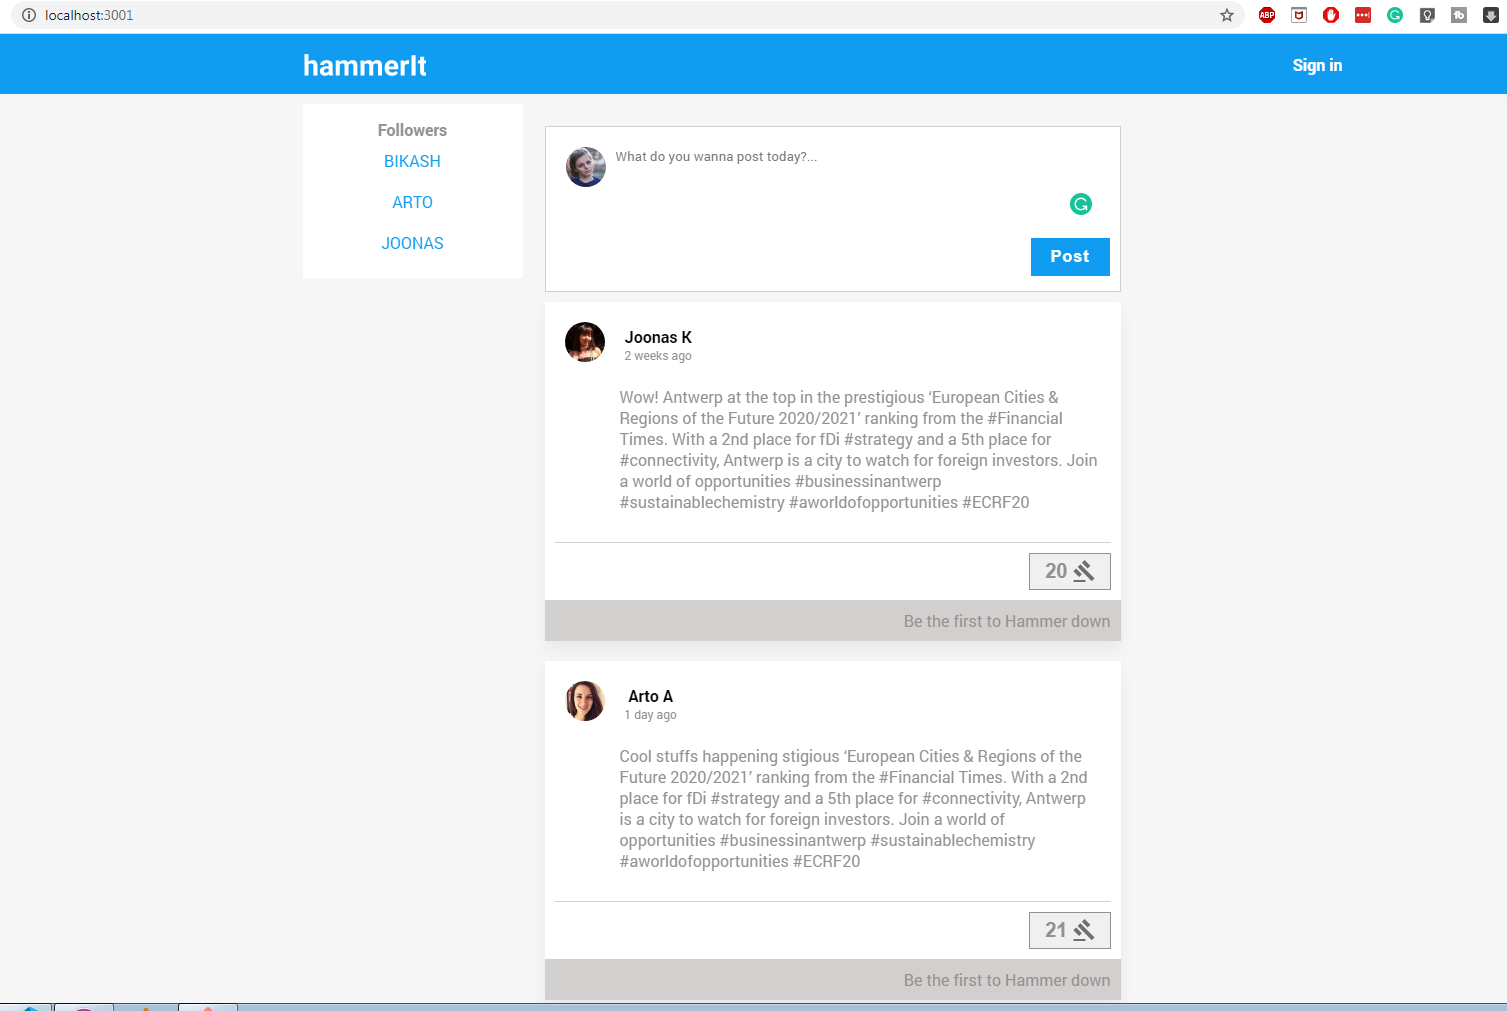 localhost:3001
ABP
tb
hammerIt
Sign in
Followers
BIKASH
ARTO
JOONAS
What do you wanna post today?...
Post
Joonas K
2 weeks ago
Wow! Antwerp at the top in the prestigious ‘European Cities &
Regions of the Future 2020/2021’ ranking from the #Financial
Times. With a 2nd place for fDi #strategy and a 5th place for
#connectivity, Antwerp is a city to watch for foreign investors. Join
a world of opportunities #businessinantwerp
#sustainablechemistry #aworldofopportunities #ECRF20
20
Be the first to Hammer down
Arto A
1 day ago
Cool stuffs happening stigious ‘European Cities & Regions of the
Future 2020/2021’ ranking from the #Financial Times. With a 2nd
place for fDi #strategy and a 5th place for #connectivity, Antwerp
is a city to watch for foreign investors. Join a world of
opportunities #businessinantwerp #sustainablechemistry
#aworldofopportunities #ECRF20
21
Be the first to Hammer down